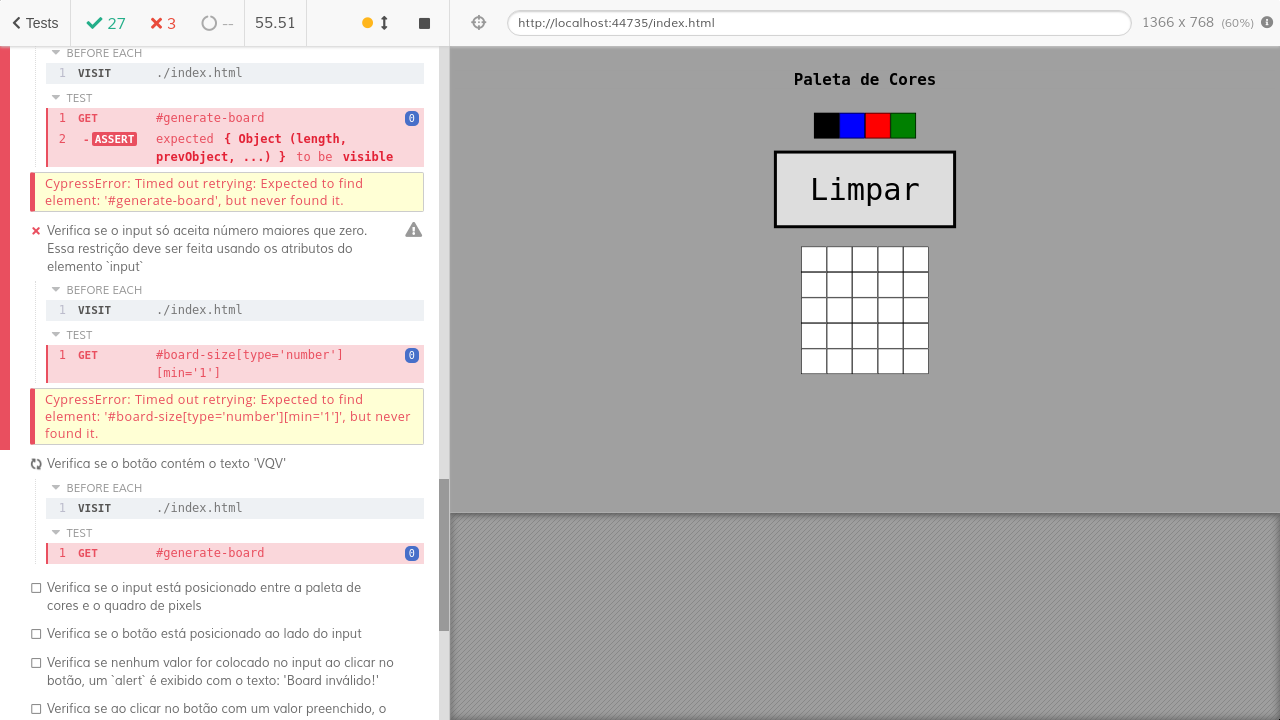 Tests
27
3
--
55.51
BEFORE EACH
1 VISIT ./index.html
TEST
1 GET #generate-board 0
2 -ASSERT expected { Object (length,
prevObject, ...) } to be visible
CypressError: Timed out retrying: Expected to find
element: '#generate-board', but never found it.
Verifica se o input só aceita número maiores que zero.
Essa restrição deve ser feita usando os atributos do
elemento `input`
BEFORE EACH
1 VISIT ./index.html
TEST
1 GET #board-size[type='number'] 0
[min='1']
CypressError: Timed out retrying: Expected to find
element: '#board-size[type='number'][min='1']', but never
found it.
Verifica se o botão contém o texto 'VQV'
BEFORE EACH
1 VISIT ./index.html
TEST
1 GET #generate-board 0
Verifica se o input está posicionado entre a paleta de
cores e o quadro de pixels
Verifica se o botão está posicionado ao lado do input
Verifica se nenhum valor for colocado no input ao clicar no
botão, um `alert` é exibido com o texto: 'Board inválido!'
Verifica se ao clicar no botão com um valor preenchido, o
http://localhost:44735/index.html
1366 x 768 (60%)
Paleta de Cores
Limpar